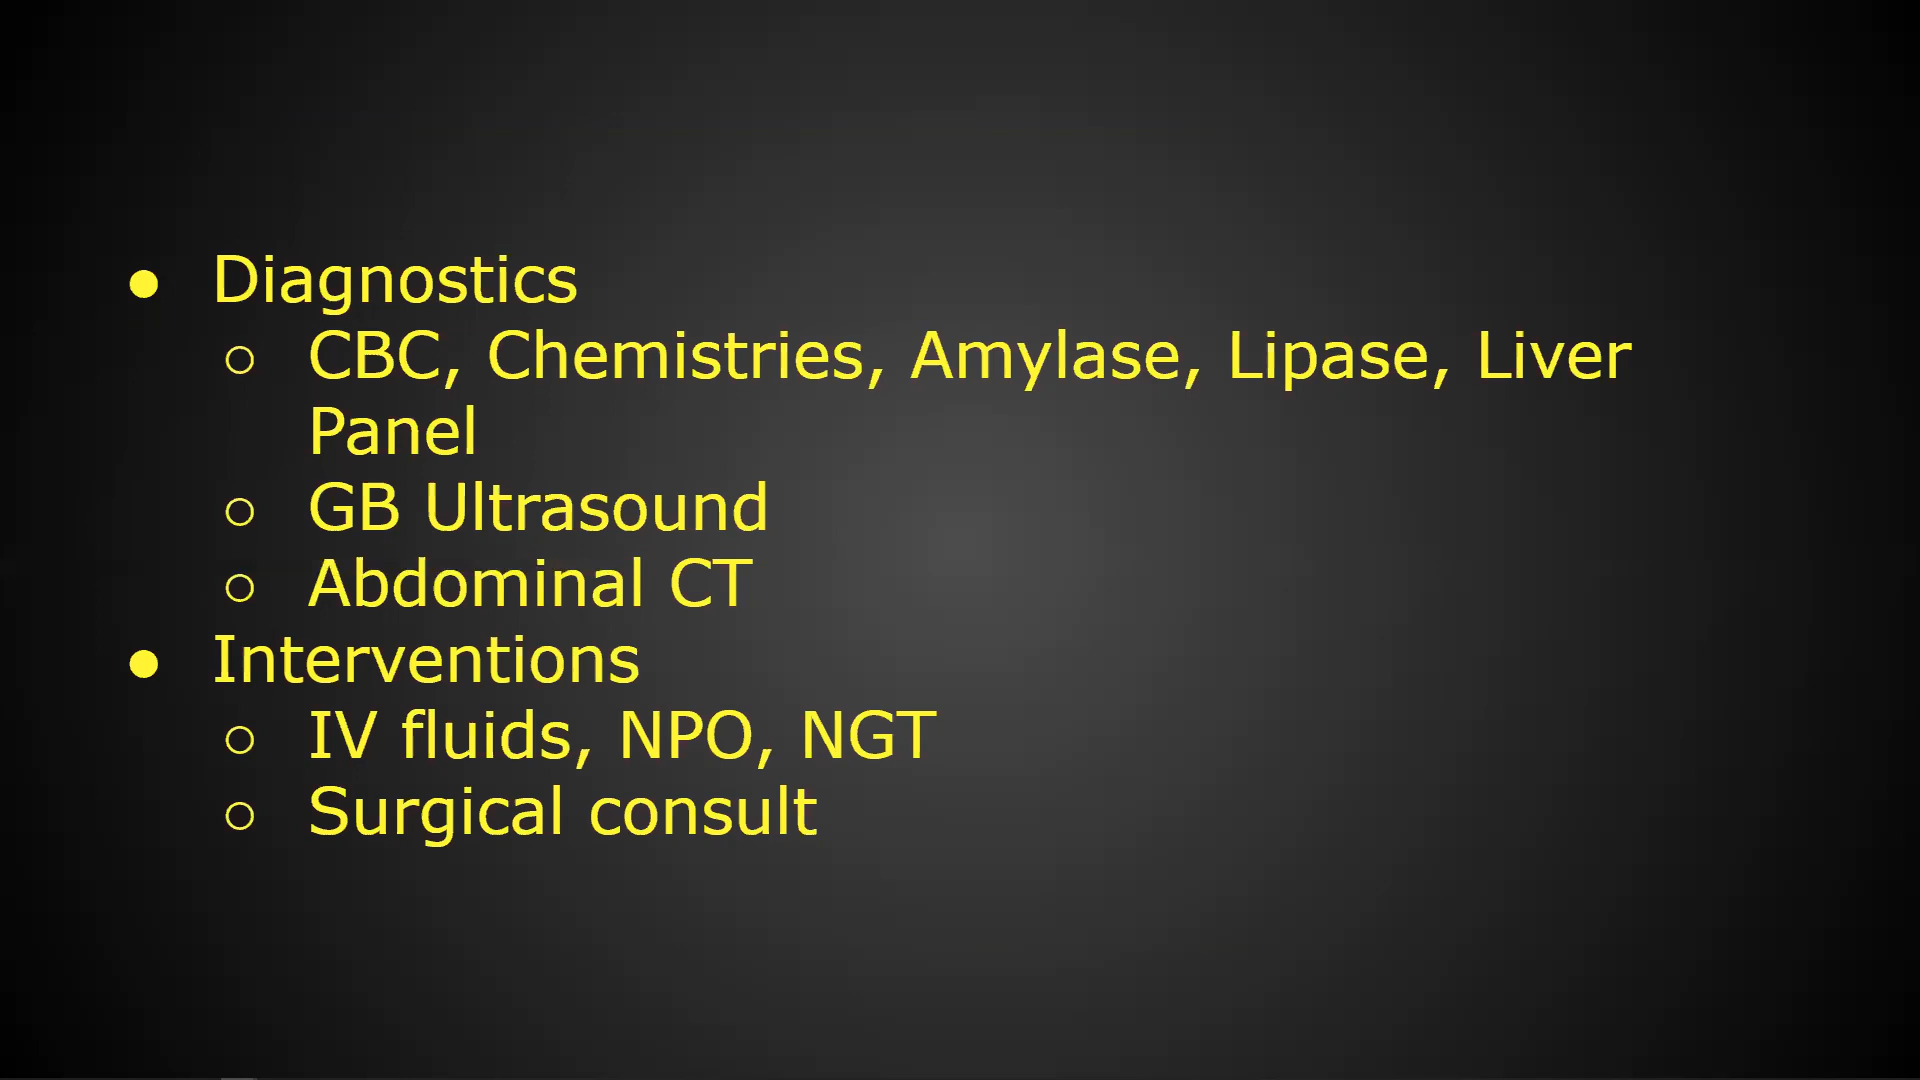 ● Diagnostics
○ CBC, Chemistries, Amylase, Lipase, Liver
Panel
○ GB Ultrasound
○ Abdominal CT
● Interventions
○ IV fluids, NPO, NGT
○ Surgical consult